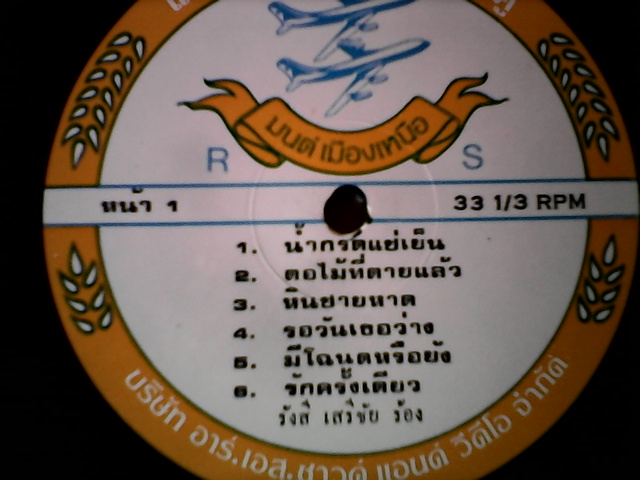 มนต์เมืองเหนือ
R S
หน้า 1 33 1/3 RPM
1. น้ำกรดแช่เย็น
2. ตอไม้ที่ตายแล้ว
3. หินชายหาด
4. รอวันเธอว่าง
5. มีโฉนดหรือยัง
6. รักครั้งเดียว
รังสี เสรีชัย ร้อง
บริษัท อาร์.เอส.ซาวด์ แอนด์ วีดีโอ จำกัด